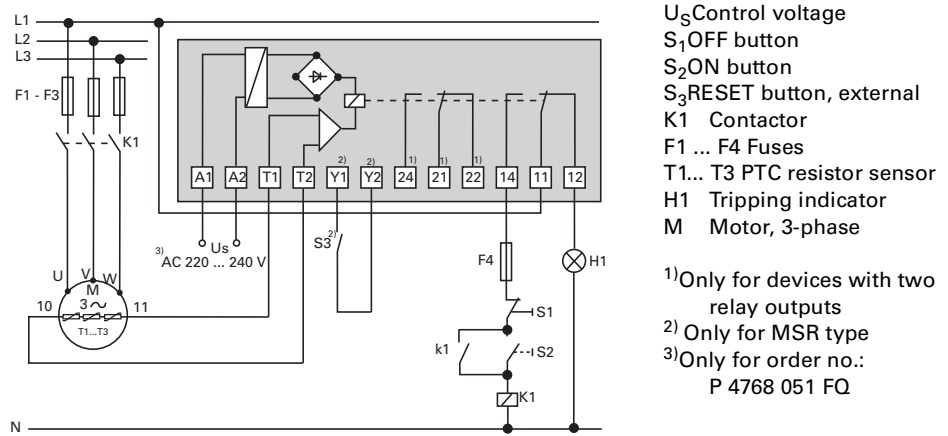 L1
L2
L3
F1 - F3
K1
A1 A2 T1 T2 Y1 2) Y2 2) 24 1) 21 1) 22 1) 14 11 12
3) AC 220 ... 240 V
Us
S3 2)
F4
H1
U V W
M
3~
10 11
T1...T3
S1
k1
S2
K1
N
USControl voltage
S1OFF button
S2ON button
S3RESET button, external
K1 Contactor
F1 ... F4 Fuses
T1... T3 PTC resistor sensor
H1 Tripping indicator
M Motor, 3-phase
1)Only for devices with two
relay outputs
2) Only for MSR type
3)Only for order no.:
P 4768 051 FQ